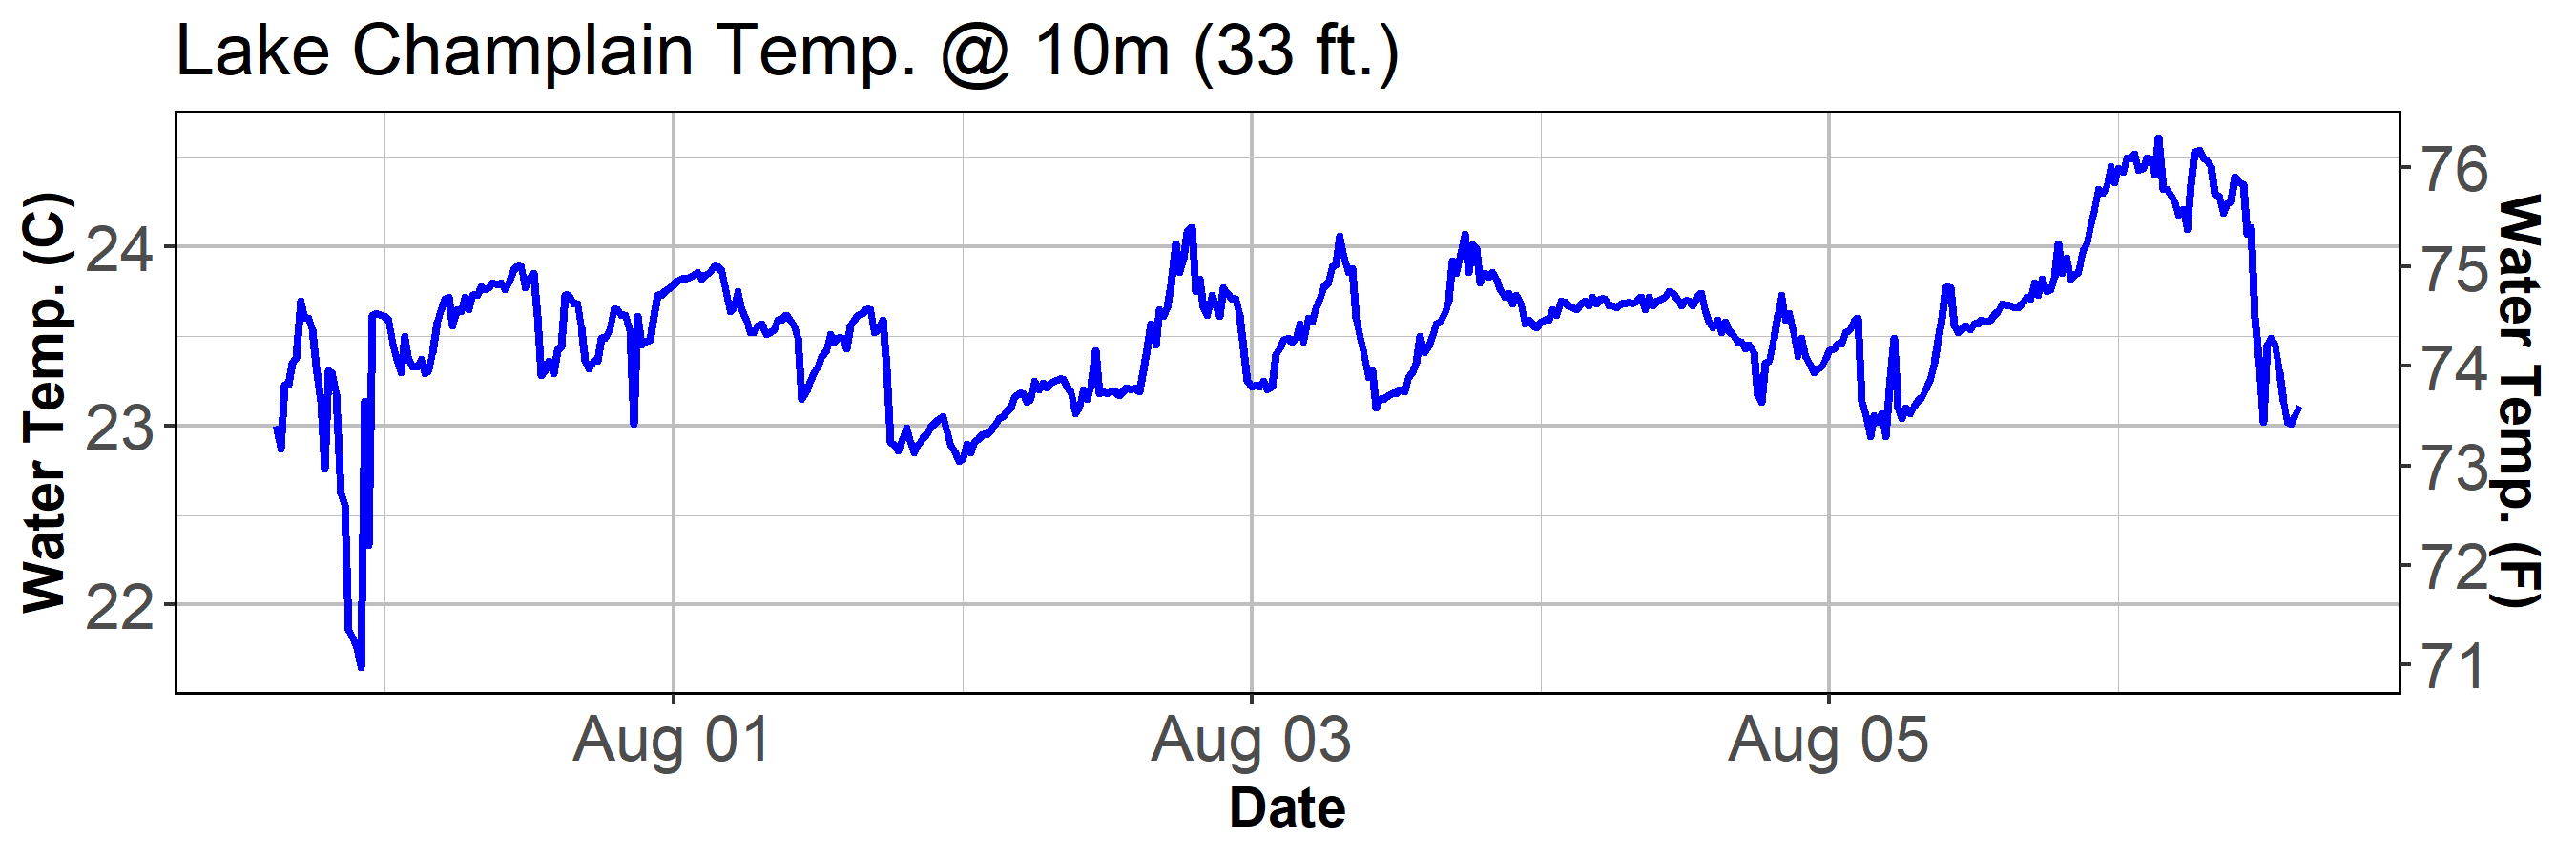 Lake Champlain Temp. @ 10m (33 ft.)
Water Temp. (C)
24
23
22
76
75
74
73
72
71
Water Temp. (F)
Aug 01
Aug 03
Aug 05
Date